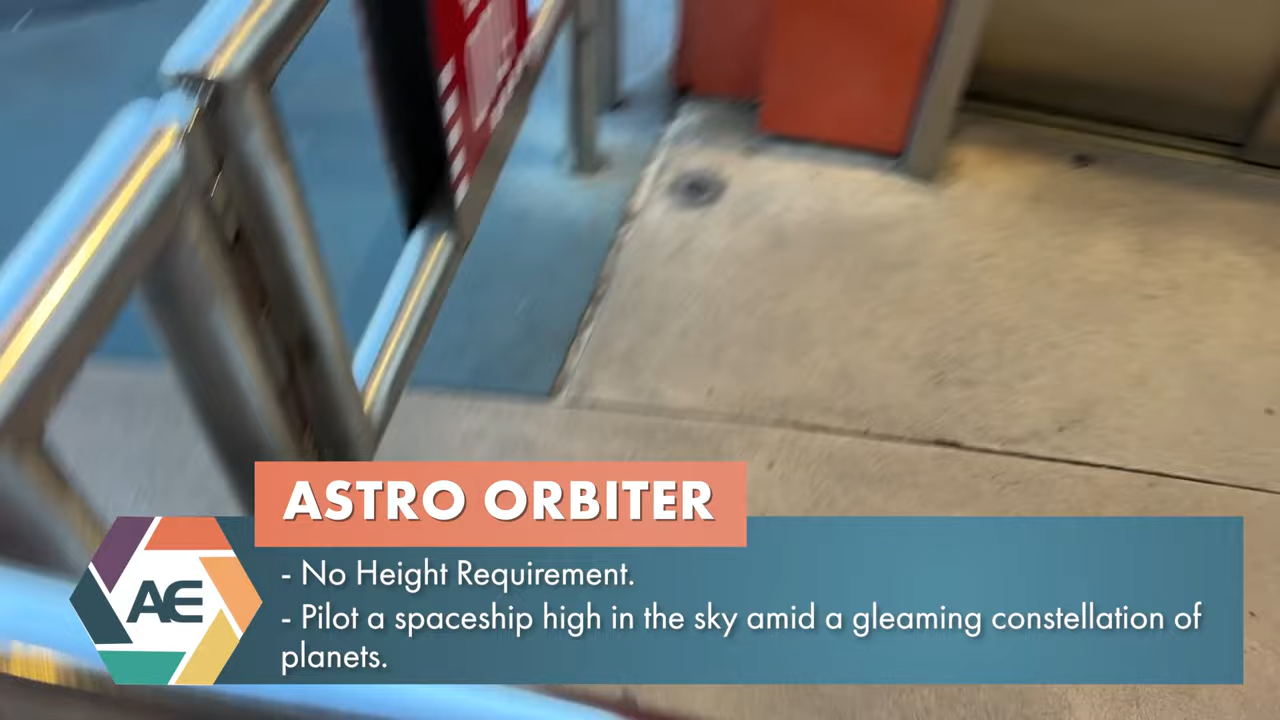 ASTRO ORBITER
AE
- No Height Requirement.
- Pilot a spaceship high in the sky amid a gleaming constellation of
planets.